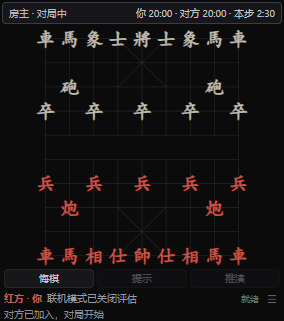 房主 · 对局中 你 20:00 · 对方 20:00 · 本步 2:30
車 馬 象 士 將 士 象 馬 車
砲 砲
卒 卒 卒 卒 卒
兵 兵 兵 兵 兵
炮 炮
車 馬 相 仕 帥 仕 相 馬 車
悔棋 提示 推演
红方 · 你 联机模式已关闭评估 就绪 ☰
对方已加入，对局开始